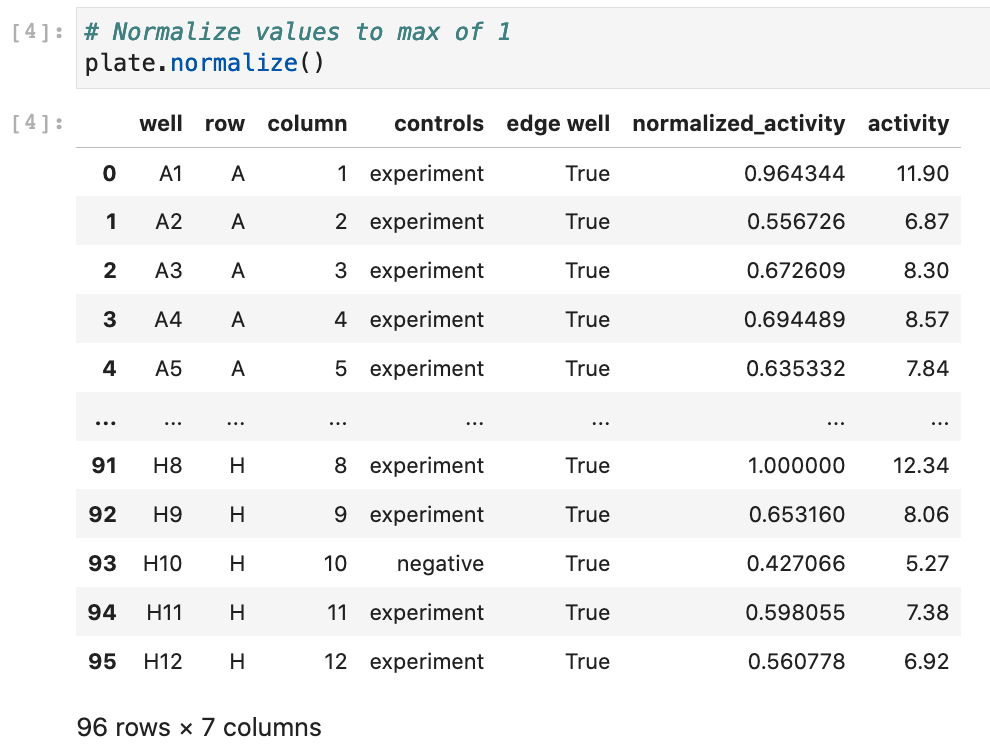 [4]: # Normalize values to max of 1
plate.normalize()
[4]: well row column controls edge well normalized_activity activity
0 A1 A 1 experiment True 0.964344 11.90
1 A2 A 2 experiment True 0.556726 6.87
2 A3 A 3 experiment True 0.672609 8.30
3 A4 A 4 experiment True 0.694489 8.57
4 A5 A 5 experiment True 0.635332 7.84
... ... ... ... ... ... ... ...
91 H8 H 8 experiment True 1.000000 12.34
92 H9 H 9 experiment True 0.653160 8.06
93 H10 H 10 negative True 0.427066 5.27
94 H11 H 11 experiment True 0.598055 7.38
95 H12 H 12 experiment True 0.560778 6.92
96 rows × 7 columns